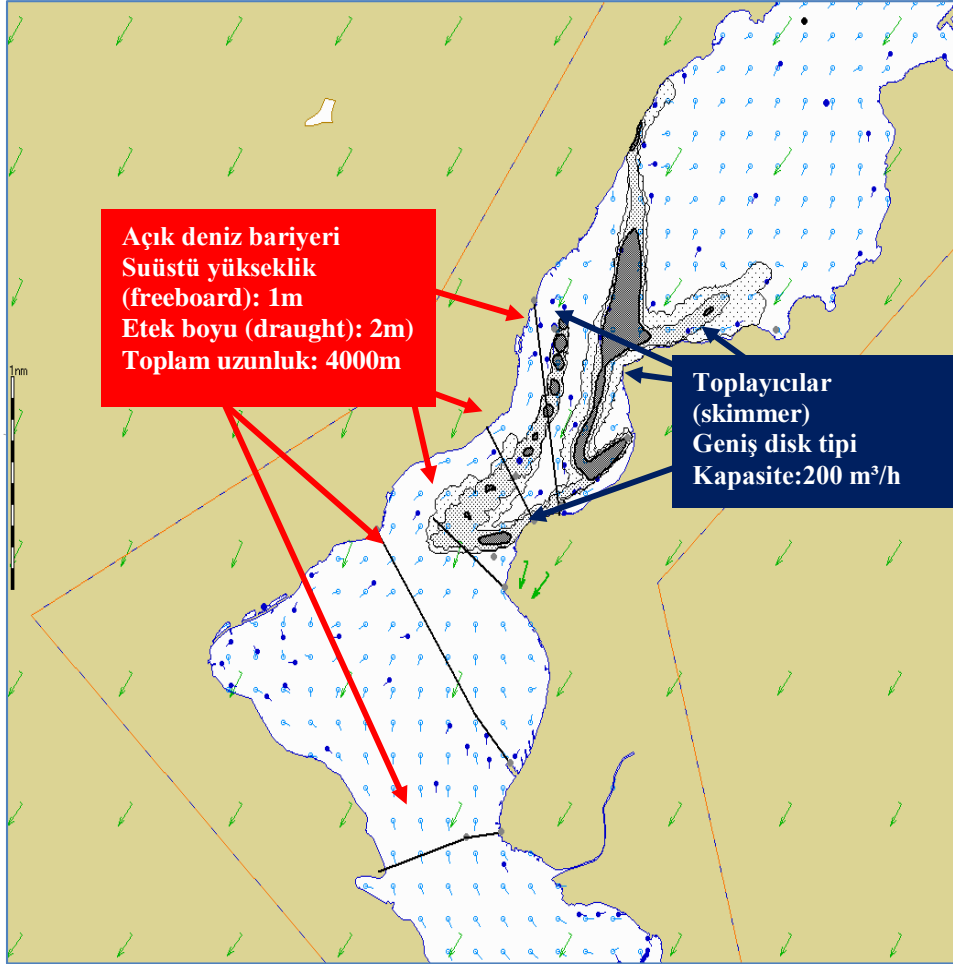 Açık deniz bariyeri
Suüstü yükseklik
(freeboard): 1m
Etek boyu (draught): 2m)
Toplam uzunluk: 4000m
1nm
Toplayıcılar
(skimmer)
Geniş disk tipi
Kapasite:200 m³/h